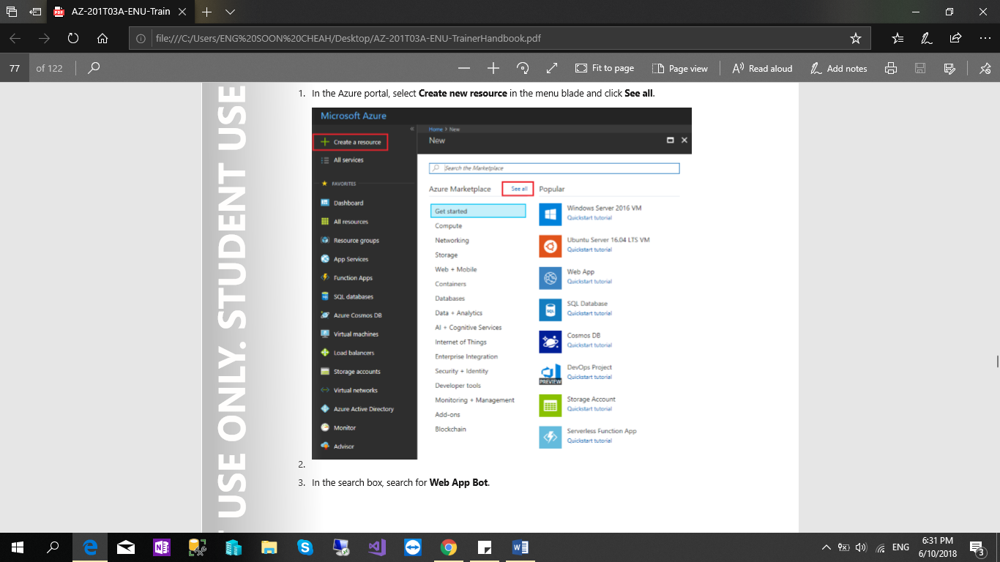 AZ-201T03A-ENU-Train
file:///C:/Users/ENG%20SOON%20CHEAH/Desktop/AZ-201T03A-ENU-TrainerHandbook.pdf
77 of 122
Fit to page
Page view
Read aloud
Add notes
USE ONLY. STUDENT USE
1. In the Azure portal, select Create new resource in the menu blade and click See all.
Microsoft Azure
Create a resource
All services
FAVORITES
Dashboard
All resources
Resource groups
App Services
Function Apps
SQL databases
Azure Cosmos DB
Virtual machines
Load balancers
Storage accounts
Virtual networks
Azure Active Directory
Monitor
Advisor
Home > New
New
Search the Marketplace
Azure Marketplace
See all
Popular
Get started
Compute
Networking
Storage
Web + Mobile
Containers
Databases
Data + Analytics
AI + Cognitive Services
Internet of Things
Enterprise Integration
Security + Identity
Developer tools
Monitoring + Management
Add-ons
Blockchain
Windows Server 2016 VM
Quickstart tutorial
Ubuntu Server 16.04 LTS VM
Quickstart tutorial
Web App
Quickstart tutorial
SQL Database
Quickstart tutorial
Cosmos DB
Quickstart tutorial
PREVIEW
DevOps Project
Quickstart tutorial
Storage Account
Quickstart tutorial
Serverless Function App
Quickstart tutorial
2.
3. In the search box, search for Web App Bot.
ENG
6:31 PM
6/10/2018
3